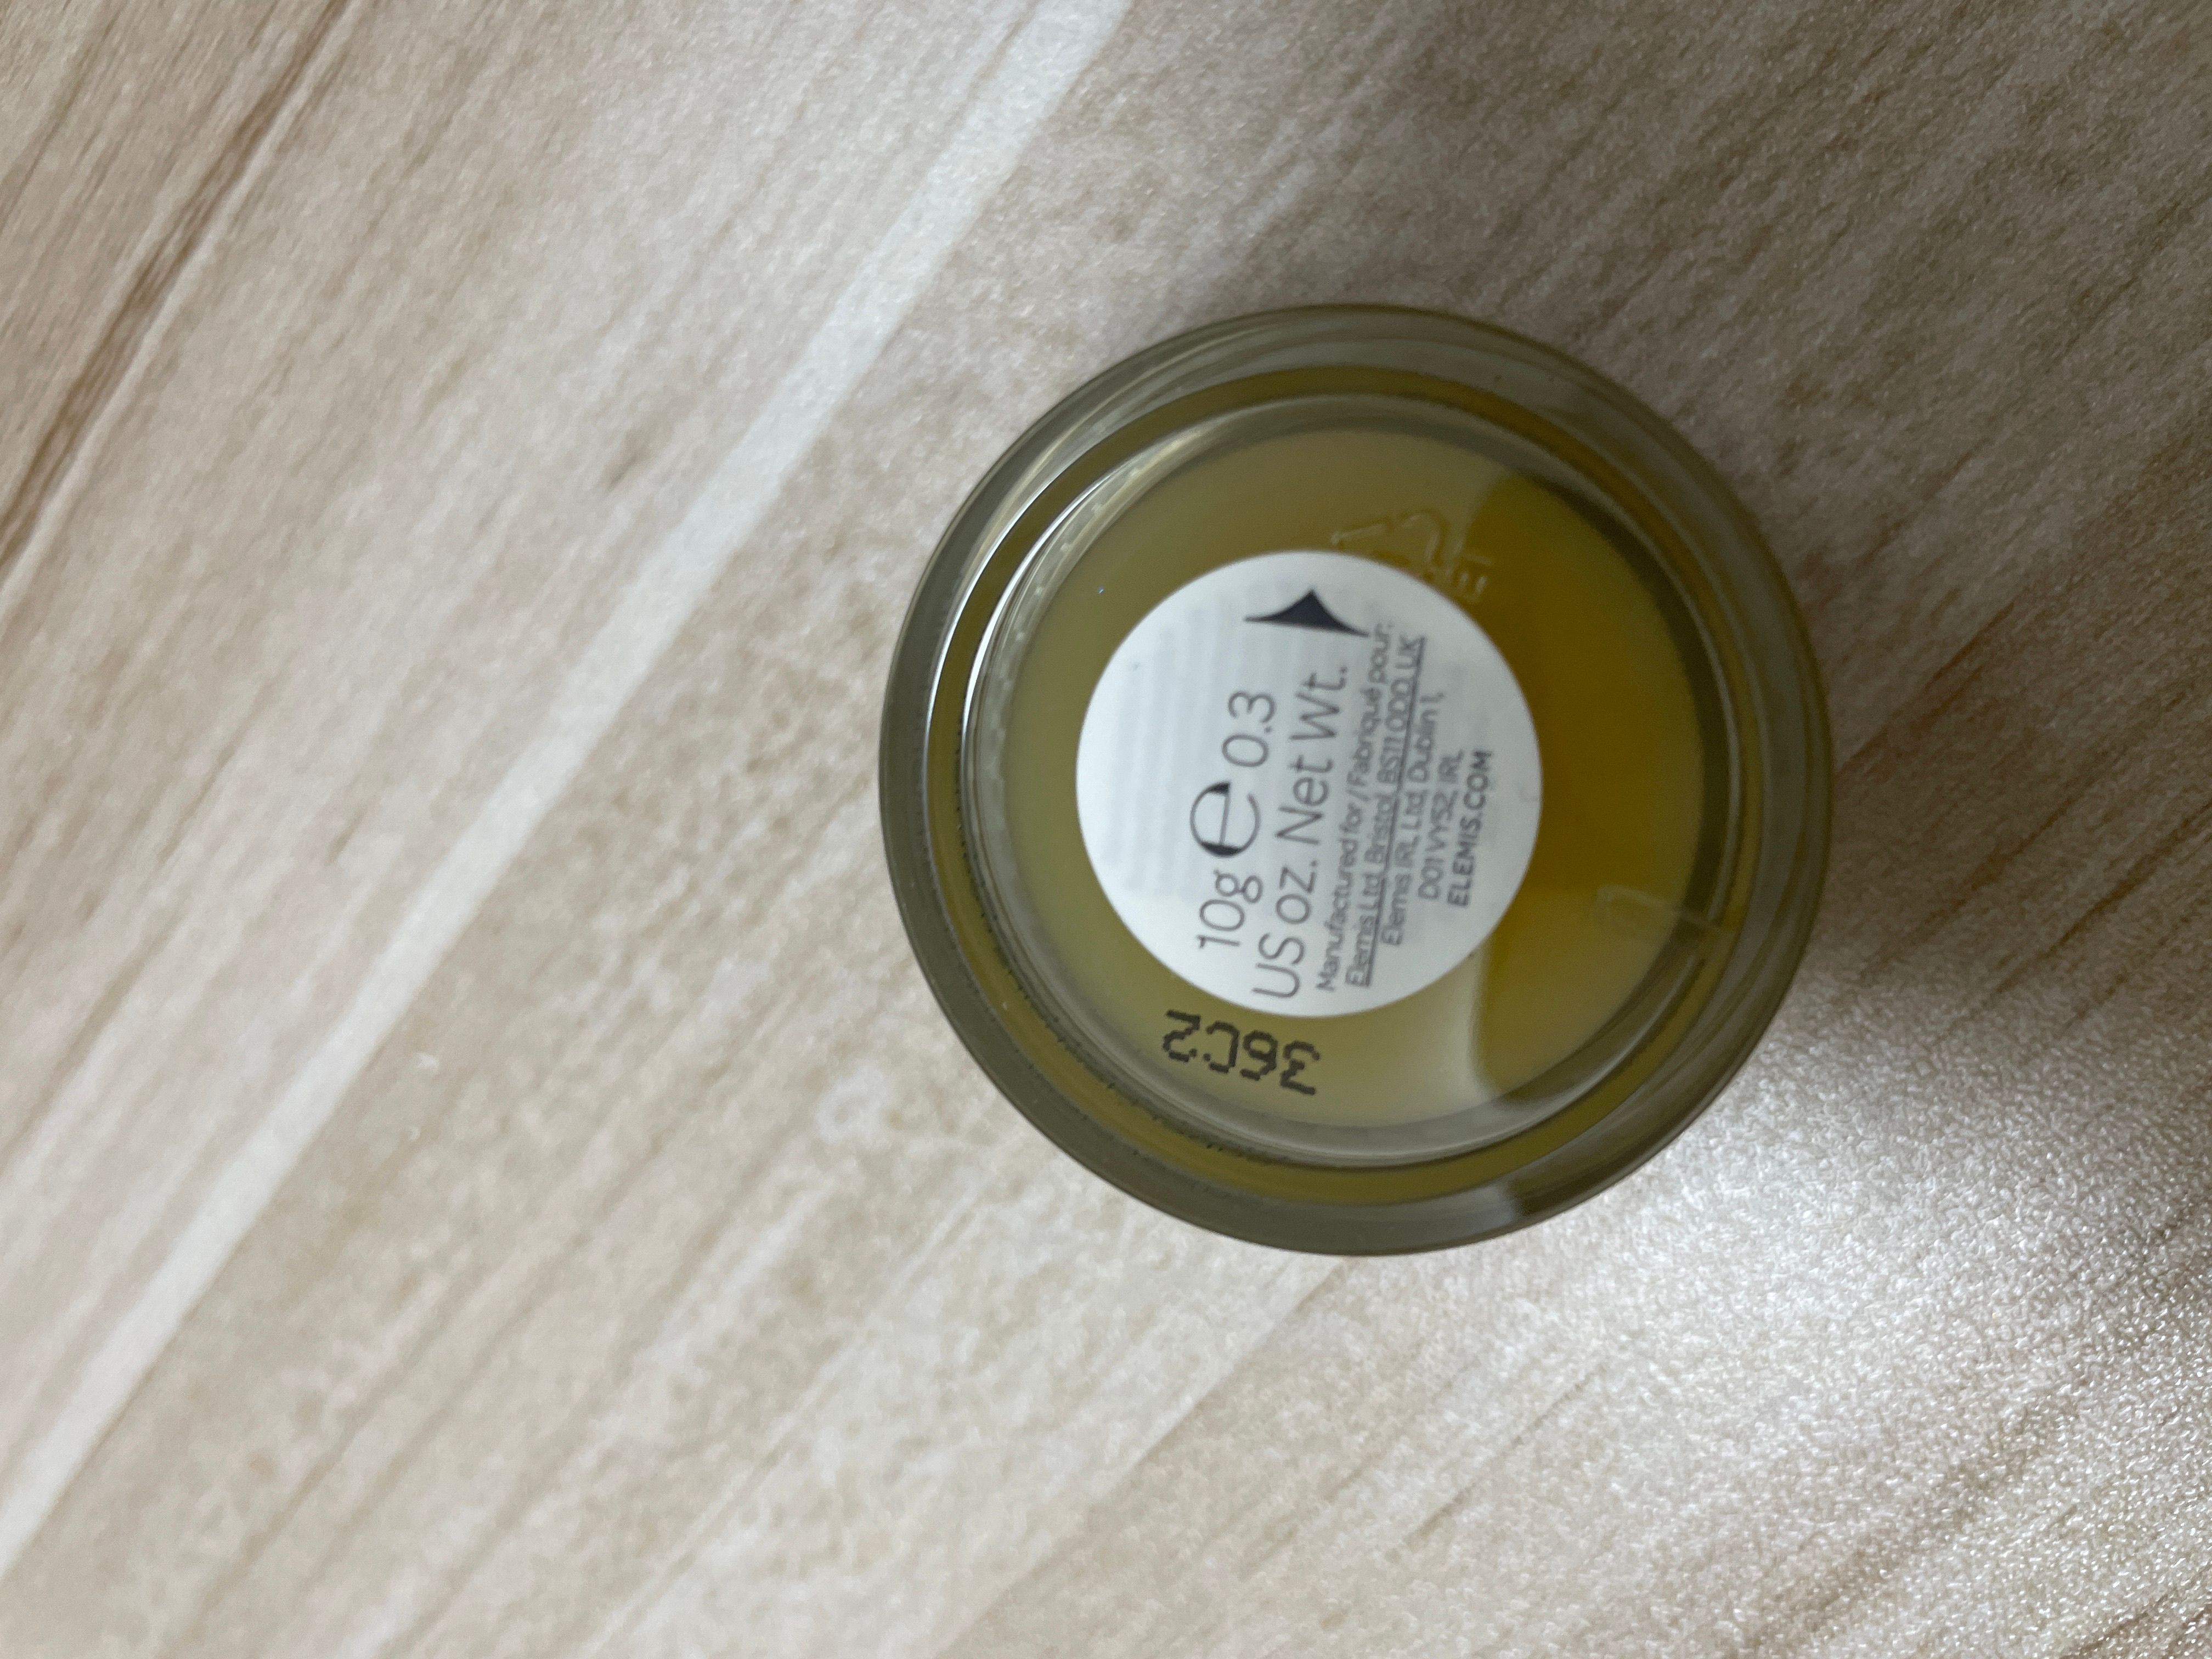 10g e 0.3
US oz. Net Wt.
Manufactured for / Fabriqué pour:
Elemis Ltd, Bristol, BS11 0DD, UK
Elemis IRL Ltd, Dublin 1,
D01 VY52, IRL
ELEMIS.COM